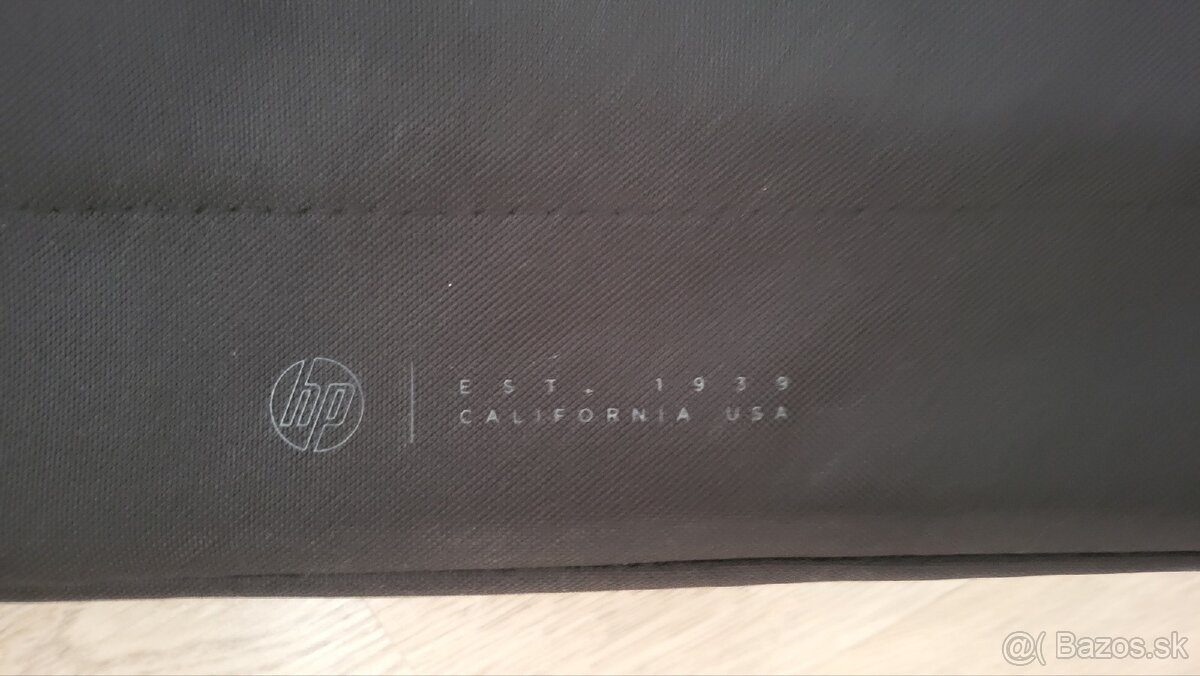 hp
EST. 1939
CALIFORNIA USA
@( Bazos.sk